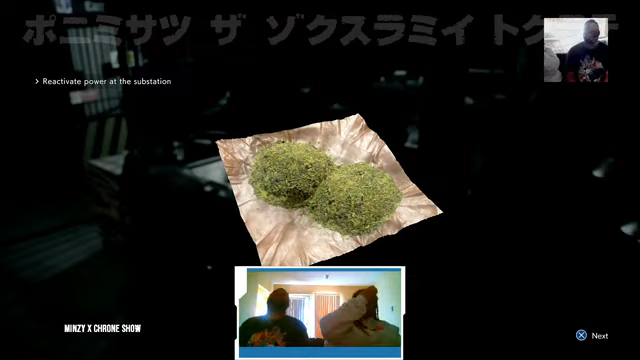 ポニミサツ ザ ゾクスラミイ トク
> Reactivate power at the substation
MINZY X CHRONE SHOW
Next